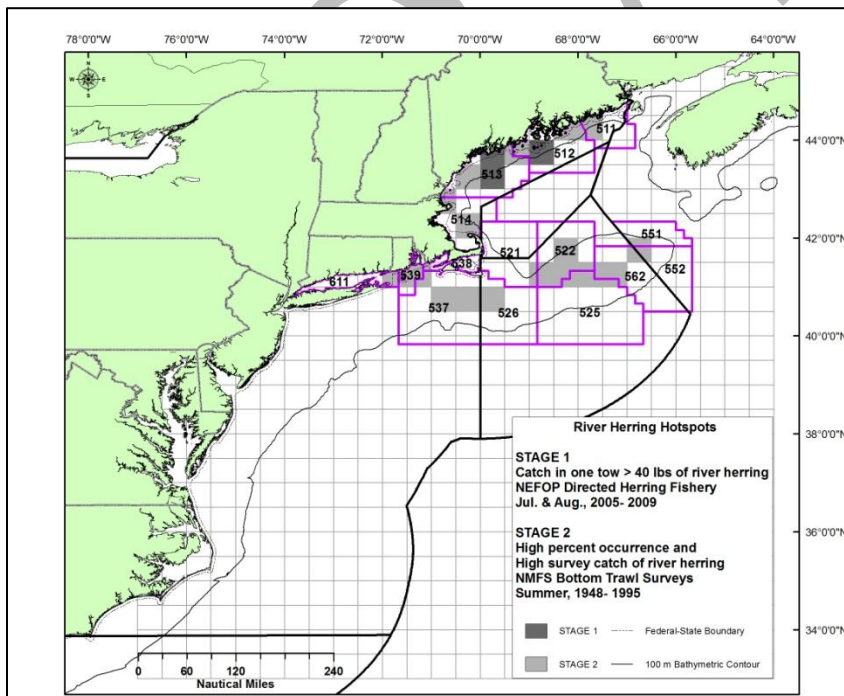 78°0'0"W 76°0'0"W 74°0'0"W 72°0'0"W 70°0'0"W 68°0'0"W 66°0'0"W 64°0'0"W
N
W E
S
44°0'0"N
511
512
513
514
42°0'0"N
551
521
522
538
552
611
539
562
537
526
525
40°0'0"N
38°0'0"N
River Herring Hotspots
STAGE 1
Catch in one tow > 40 lbs of river herring
NEFOP Directed Herring Fishery
Jul. & Aug., 2005- 2009
36°0'0"N
STAGE 2
High percent occurrence and
High survey catch of river herring
NMFS Bottom Trawl Surveys
Summer, 1948- 1995
34°0'0"N
STAGE 1 Federal-State Boundary
STAGE 2 100 m Bathymetric Contour
0 60 120 180 240
Nautical Miles